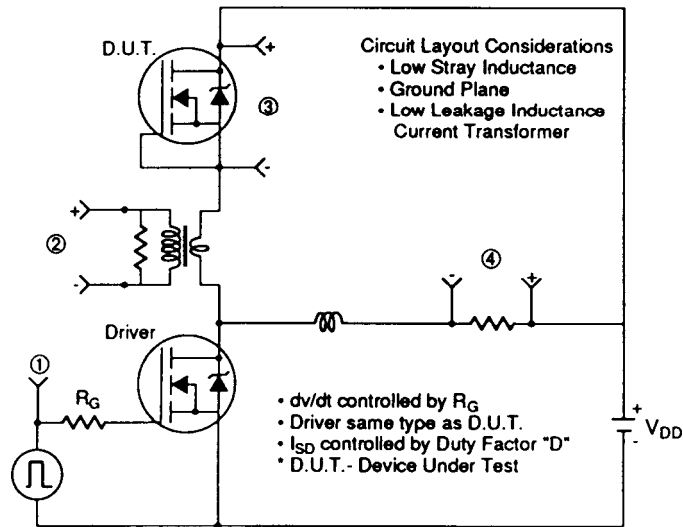 D.U.T.
+
③
-
Circuit Layout Considerations
• Low Stray Inductance
• Ground Plane
• Low Leakage Inductance
Current Transformer
+
②
-
④
- +
Driver
①
RG
• dv/dt controlled by RG
• Driver same type as D.U.T.
• ISD controlled by Duty Factor "D"
* D.U.T.- Device Under Test
+
VDD
-